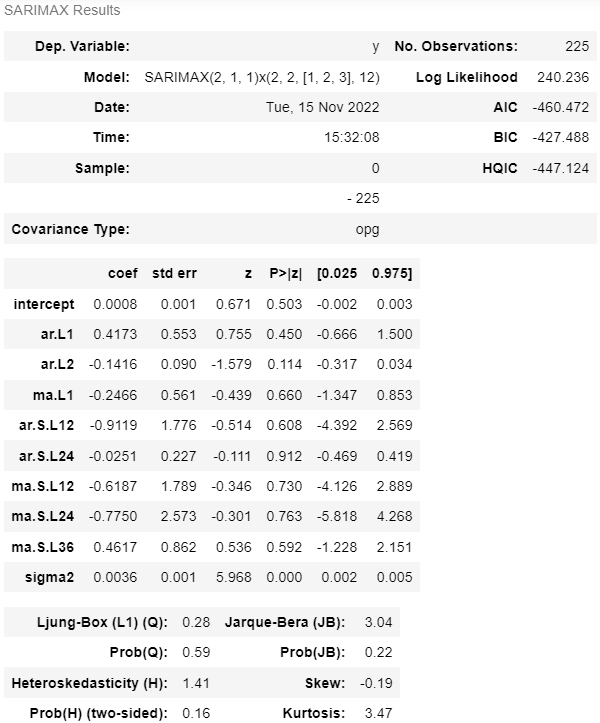 SARIMAX Results
Dep. Variable: y No. Observations: 225
Model: SARIMAX(2, 1, 1)x(2, 2, [1, 2, 3], 12) Log Likelihood 240.236
Date: Tue, 15 Nov 2022 AIC -460.472
Time: 15:32:08 BIC -427.488
Sample: 0 HQIC -447.124
- 225
Covariance Type: opg
coef std err z P>|z| [0.025 0.975]
intercept 0.0008 0.001 0.671 0.503 -0.002 0.003
ar.L1 0.4173 0.553 0.755 0.450 -0.666 1.500
ar.L2 -0.1416 0.090 -1.579 0.114 -0.317 0.034
ma.L1 -0.2466 0.561 -0.439 0.660 -1.347 0.853
ar.S.L12 -0.9119 1.776 -0.514 0.608 -4.392 2.569
ar.S.L24 -0.0251 0.227 -0.111 0.912 -0.469 0.419
ma.S.L12 -0.6187 1.789 -0.346 0.730 -4.126 2.889
ma.S.L24 -0.7750 2.573 -0.301 0.763 -5.818 4.268
ma.S.L36 0.4617 0.862 0.536 0.592 -1.228 2.151
sigma2 0.0036 0.001 5.968 0.000 0.002 0.005
Ljung-Box (L1) (Q): 0.28 Jarque-Bera (JB): 3.04
Prob(Q): 0.59 Prob(JB): 0.22
Heteroskedasticity (H): 1.41 Skew: -0.19
Prob(H) (two-sided): 0.16 Kurtosis: 3.47